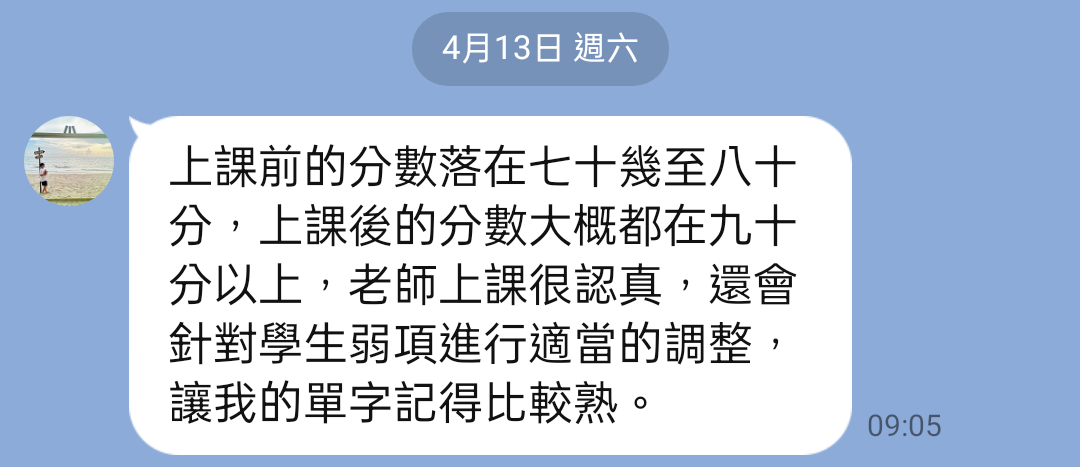 4月13日 週六
上課前的分數落在七十幾至八十
分，上課後的分數大概都在九十
分以上，老師上課很認真，還會
針對學生弱項進行適當的調整，
讓我的單字記得比較熟。
09:05